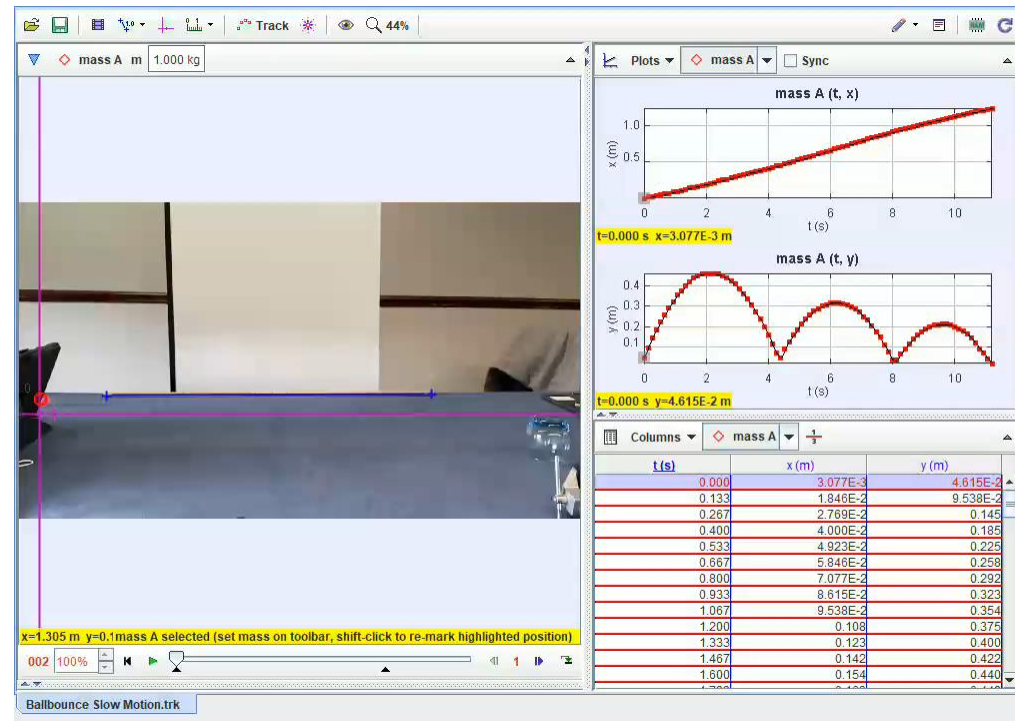 Track 44%
mass A m 1.000 kg
Plots mass A Sync
mass A (t, x)
x (m)
1.0
0.5
0 2 4 6 8 10
t (s)
t=0.000 s x=3.077E-3 m
mass A (t, y)
y (m)
0.4
0.3
0.2
0.1
0 2 4 6 8 10
t (s)
t=0.000 s y=4.615E-2 m
Columns mass A
t (s) x (m) y (m)
0.000 3.077E-3 4.615E-2
0.133 1.846E-2 9.538E-2
0.267 2.769E-2 0.145
0.400 4.000E-2 0.185
0.533 4.923E-2 0.225
0.667 5.846E-2 0.258
0.800 7.077E-2 0.292
0.933 8.615E-2 0.323
1.067 9.538E-2 0.354
1.200 0.108 0.375
1.333 0.123 0.400
1.467 0.142 0.422
1.600 0.154 0.440
x=1.305 m y=0.1mass A selected (set mass on toolbar, shift-click to re-mark highlighted position)
002 100% 1
Ballbounce Slow Motion.trk